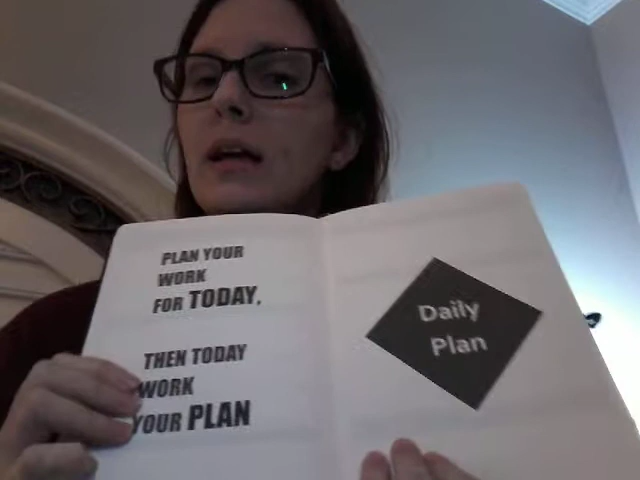 PLAN YOUR
WORK
FOR TODAY,
THEN TODAY
WORK
YOUR PLAN
Daily
Plan